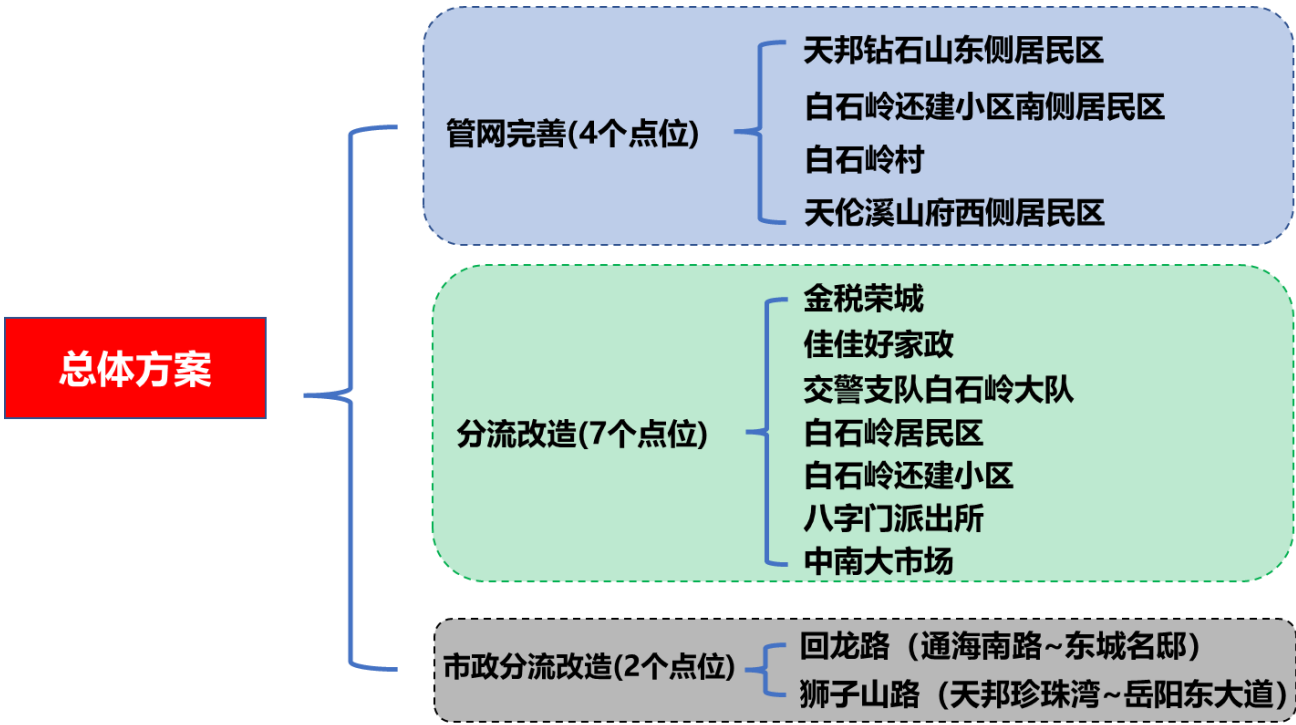 总体方案
管网完善(4个点位)
天邦钻石山东侧居民区
白石岭还建小区南侧居民区
白石岭村
天伦溪山府西侧居民区
分流改造(7个点位)
金税荣城
佳佳好家政
交警支队白石岭大队
白石岭居民区
白石岭还建小区
八字门派出所
中南大市场
市政分流改造(2个点位)
回龙路（通海南路~东城名邸）
狮子山路（天邦珍珠湾~岳阳东大道）